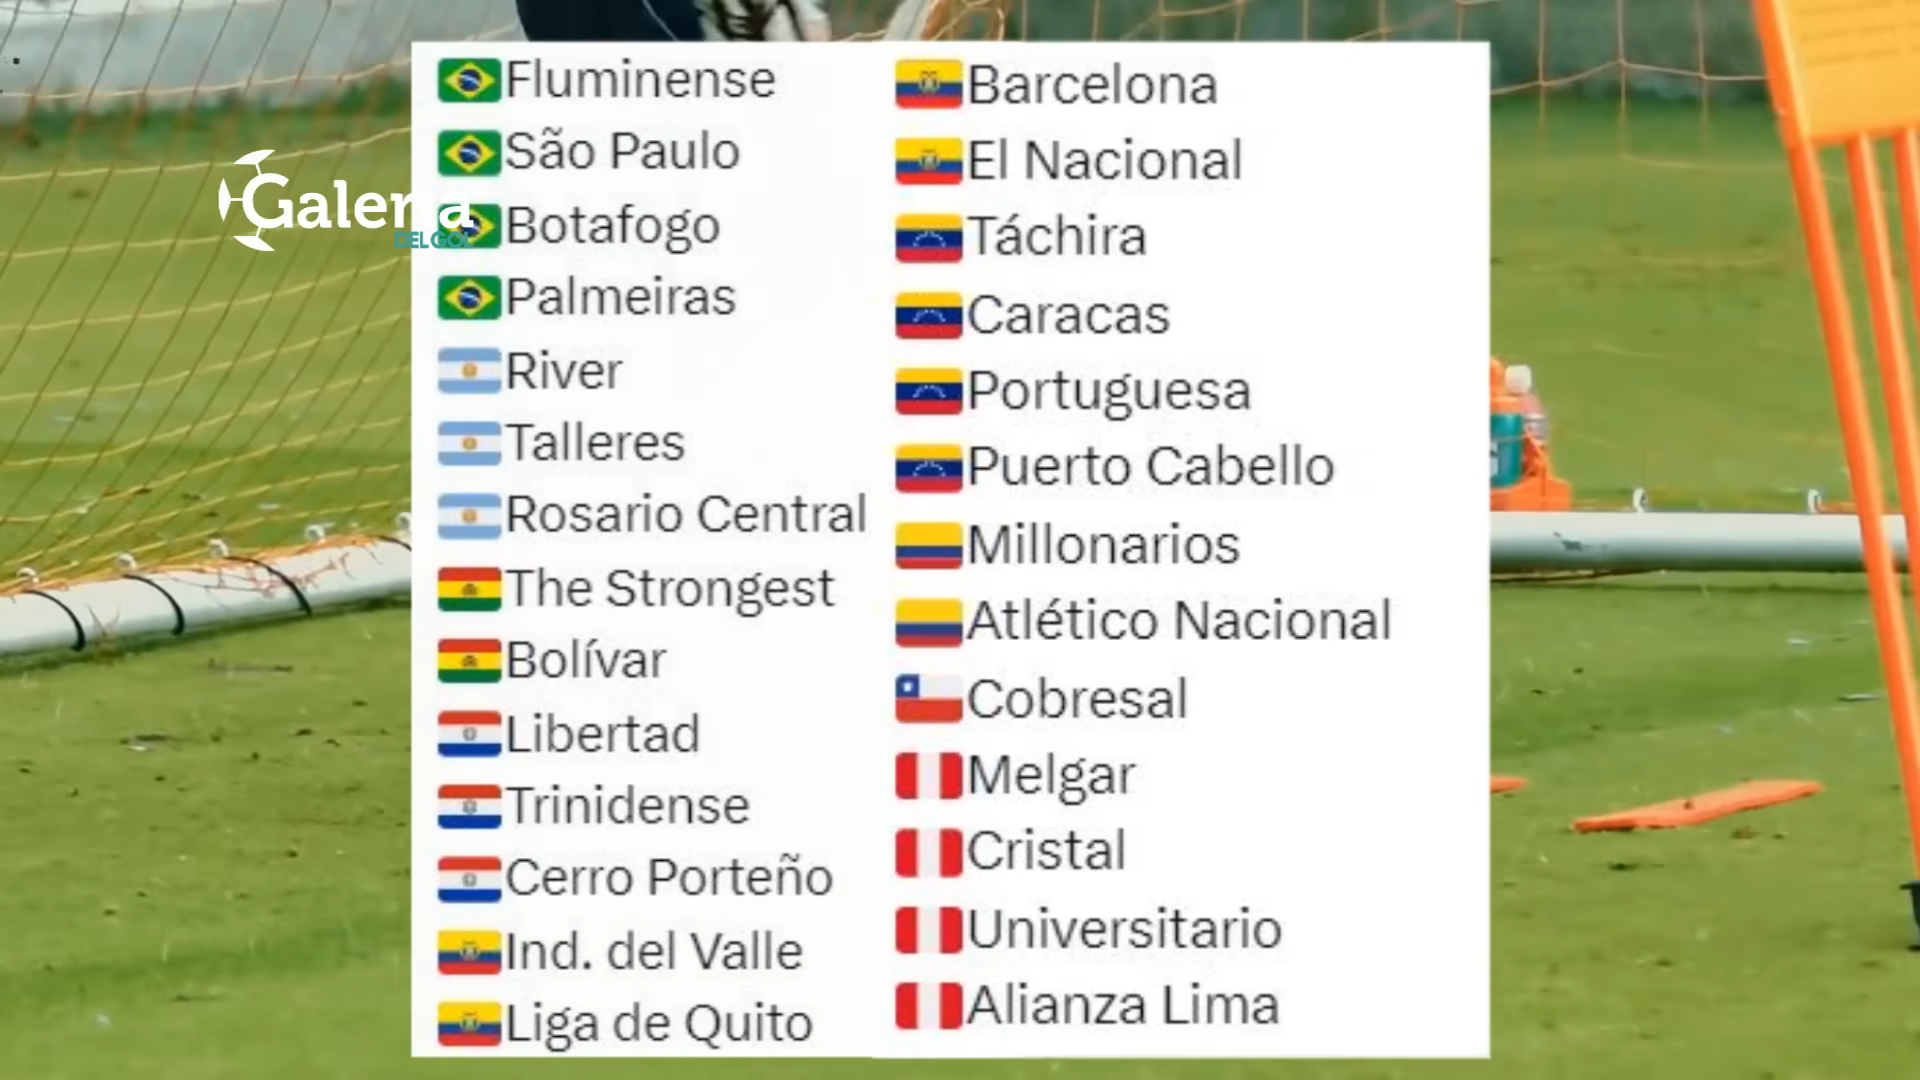 Galería
DEL GOL
Fluminense
São Paulo
Botafogo
Palmeiras
River
Talleres
Rosario Central
The Strongest
Bolívar
Libertad
Trinidense
Cerro Porteño
Ind. del Valle
Liga de Quito
Barcelona
El Nacional
Táchira
Caracas
Portuguesa
Puerto Cabello
Millonarios
Atlético Nacional
Cobresal
Melgar
Cristal
Universitario
Alianza Lima